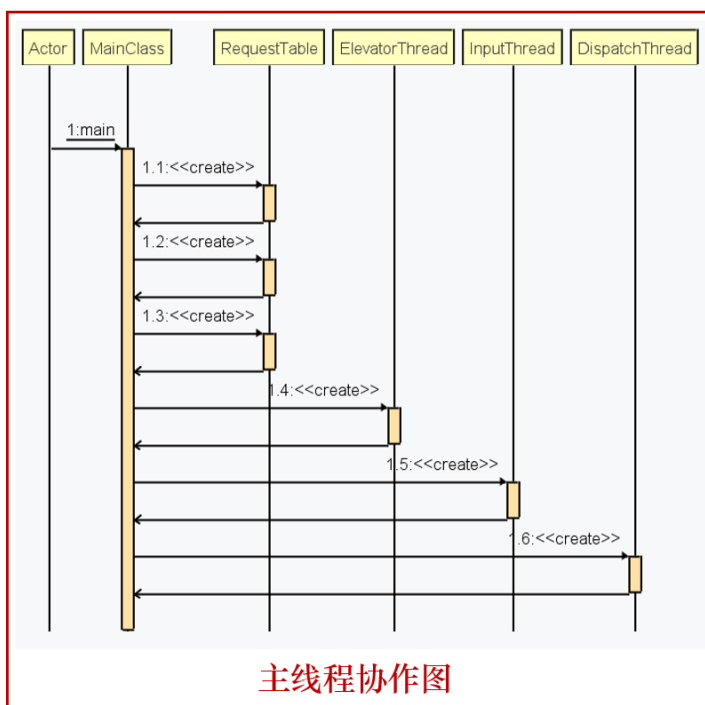 Actor MainClass RequestTable ElevatorThread InputThread DispatchThread
1:main
1.1:<<create>>
1.2:<<create>>
1.3:<<create>>
1.4:<<create>>
1.5:<<create>>
1.6:<<create>>
主线程协作图